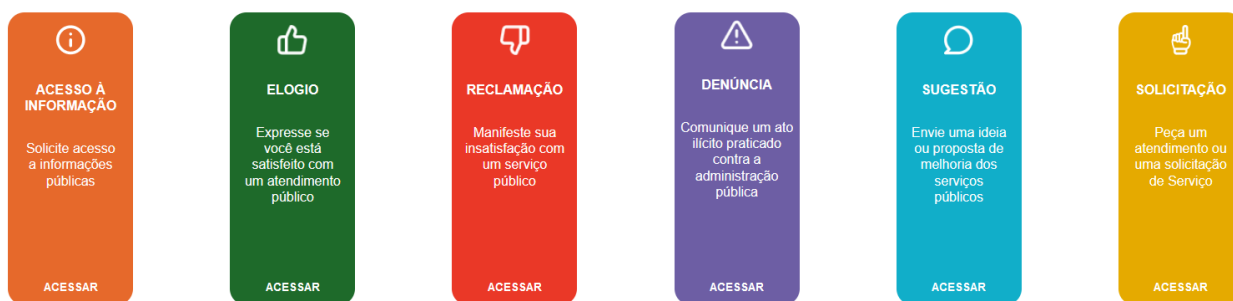 ACESSO À
INFORMAÇÃO
Solicite acesso
a informações
públicas
ACESSAR
ELOGIO
Expresse se
você está
satisfeito com
um atendimento
público
ACESSAR
RECLAMAÇÃO
Manifeste sua
insatisfação com
um serviço
público
ACESSAR
DENÚNCIA
Comunique um ato
ilícito praticado
contra a
administração
pública
ACESSAR
SUGESTÃO
Envie uma ideia
ou proposta de
melhoria dos
serviços
públicos
ACESSAR
SOLICITAÇÃO
Peça um
atendimento ou
uma solicitação
de Serviço
ACESSAR